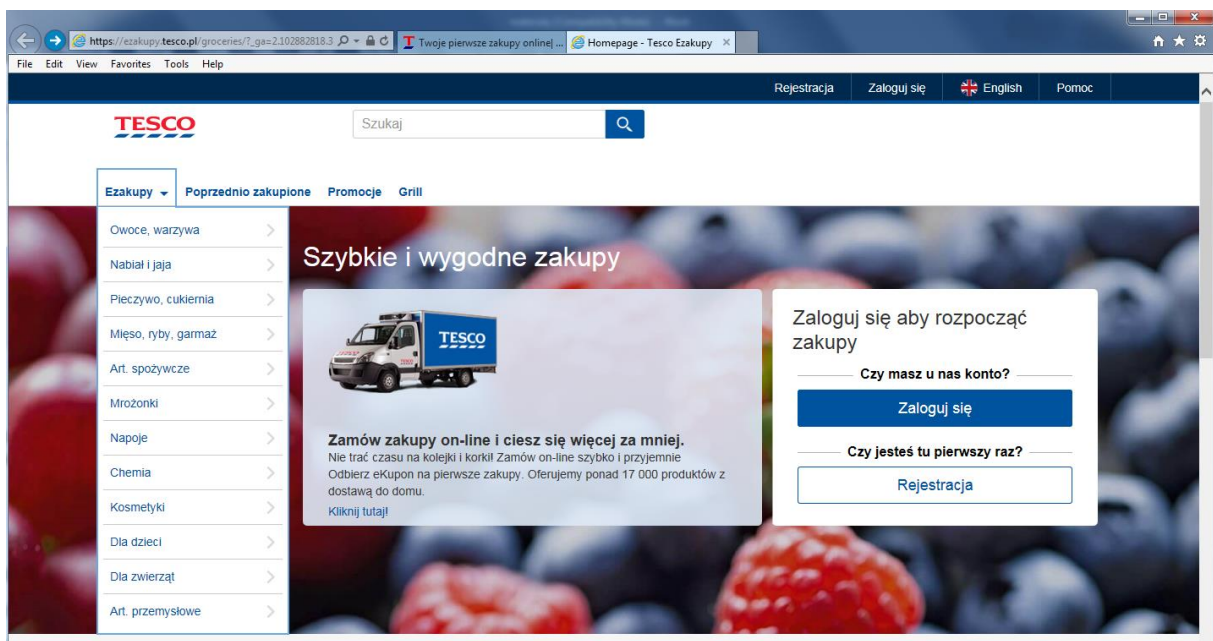 https://ezakupy.tesco.pl/groceries/?_ga=2.102882818.3
Twoje pierwsze zakupy online| ...
Homepage - Tesco Ezakupy
File Edit View Favorites Tools Help
Rejestracja Zaloguj się English Pomoc
TESCO
Szukaj
Ezakupy Poprzednio zakupione Promocje Grill
Owoce, warzywa
Nabiał i jaja
Pieczywo, cukiernia
Mięso, ryby, garmaż
Art. spożywcze
Mrożonki
Napoje
Chemia
Kosmetyki
Dla dzieci
Dla zwierząt
Art. przemysłowe
Szybkie i wygodne zakupy
TESCO
Zamów zakupy on-line i ciesz się więcej za mniej.
Nie trać czasu na kolejki i korki! Zamów on-line szybko i przyjemnie
Odbierz eKupon na pierwsze zakupy. Oferujemy ponad 17 000 produktów z
dostawą do domu.
Kliknij tutaj!
Zaloguj się aby rozpocząć
zakupy
Czy masz u nas konto?
Zaloguj się
Czy jesteś tu pierwszy raz?
Rejestracja